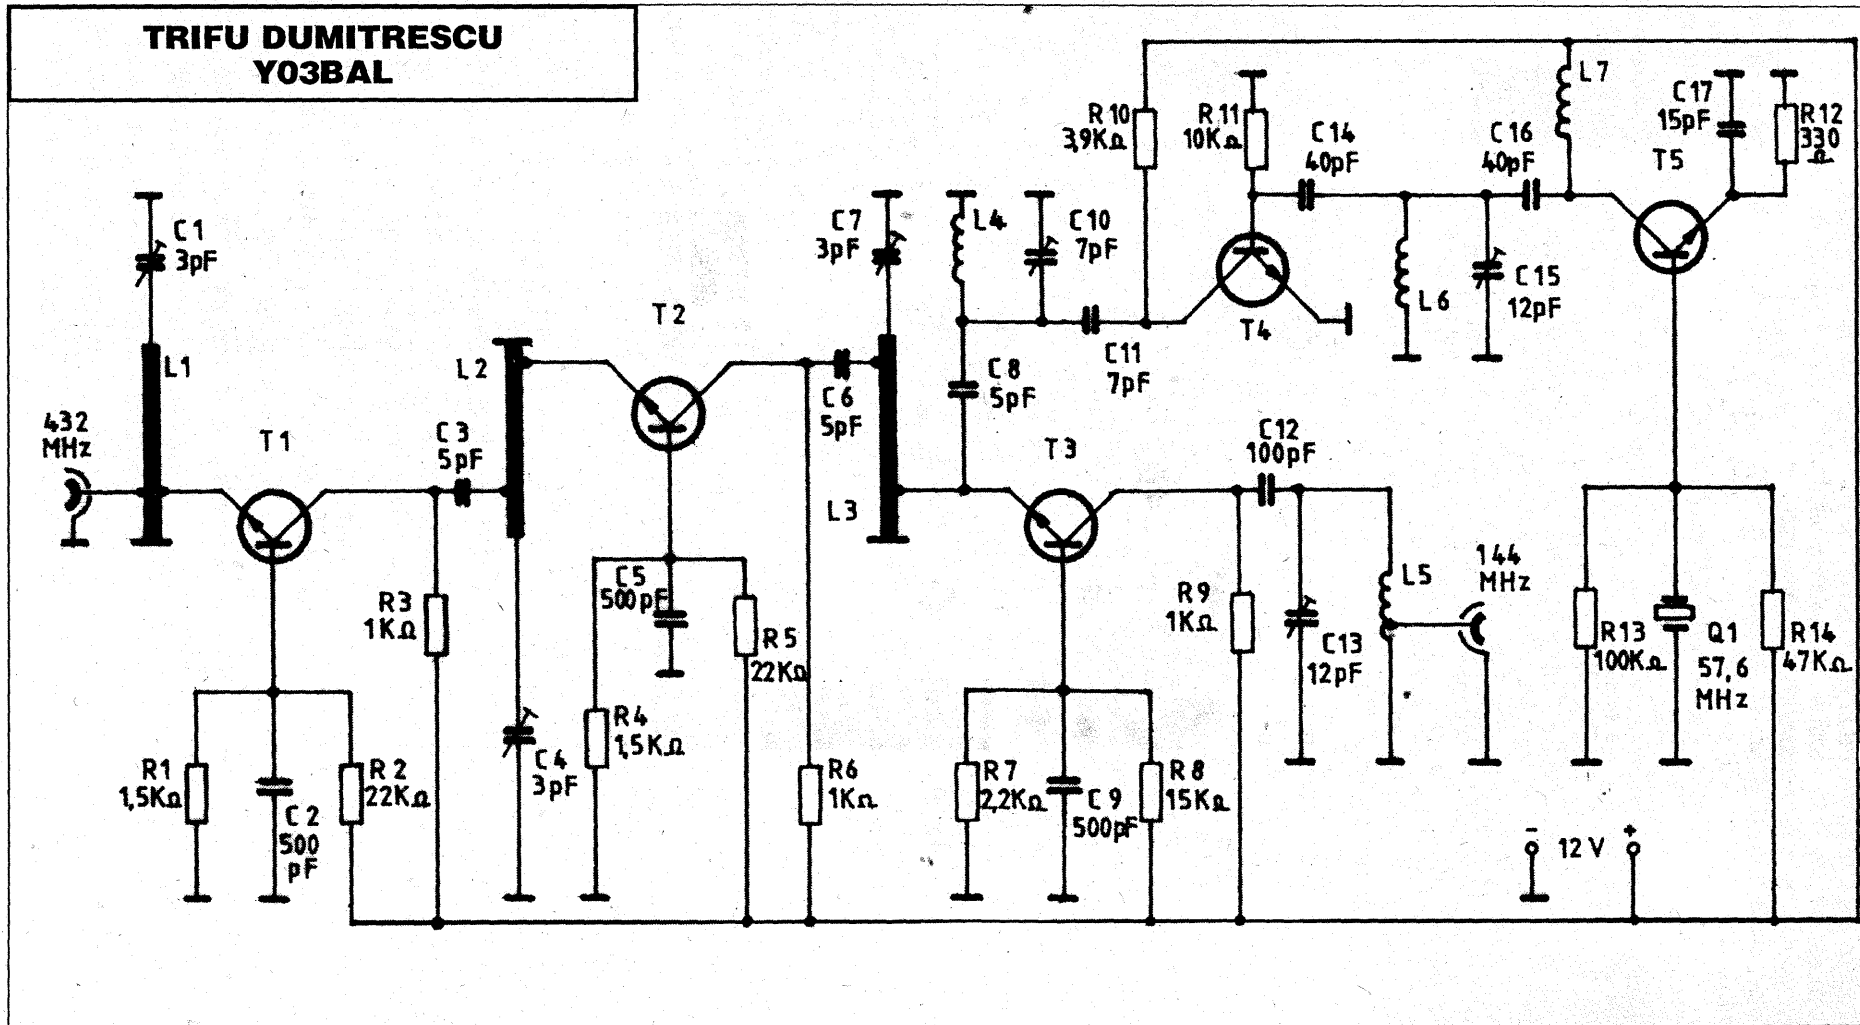 TRIFU DUMITRESCU
Y03BAL
C1
3pF
L1
432
MHz
T1
R1
1,5KΩ
C2
500
pF
R2
22KΩ
R3
1KΩ
C3
5pF
L2
T2
C4
3pF
C5
500pF
R4
1,5KΩ
R5
22KΩ
R6
1KΩ
C6
5pF
C7
3pF
L3
L4
C10
7pF
C8
5pF
C11
7pF
T3
R7
2,2KΩ
C9
500pF
R8
15KΩ
R9
1KΩ
C12
100pF
C13
12pF
L5
144
MHz
R10
3,9KΩ
R11
10KΩ
T4
C14
40pF
L6
C15
12pF
C16
40pF
L7
T5
C17
15pF
R12
330
Ω
R13
100KΩ
Q1
57,6
MHz
R14
47KΩ
- 12V +